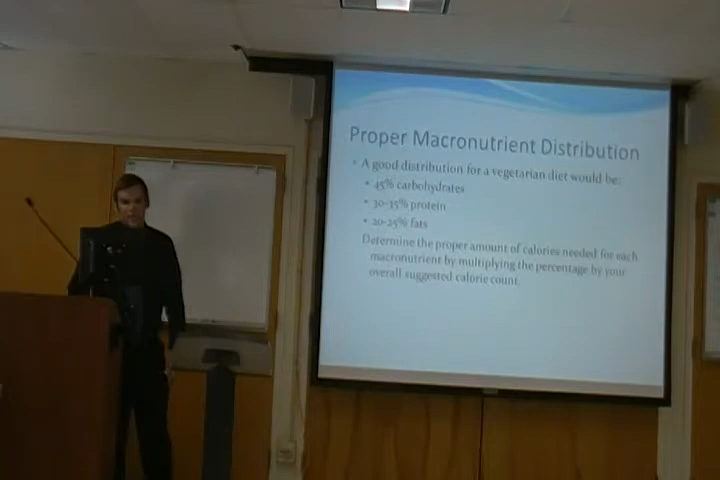 Proper Macronutrient Distribution
• A good distribution for a vegetarian diet would be:
• 45% carbohydrates
• 30-35% protein
• 20-25% fats
Determine the proper amount of calories needed for each
macronutrient by multiplying the percentage by your
overall suggested calorie count.